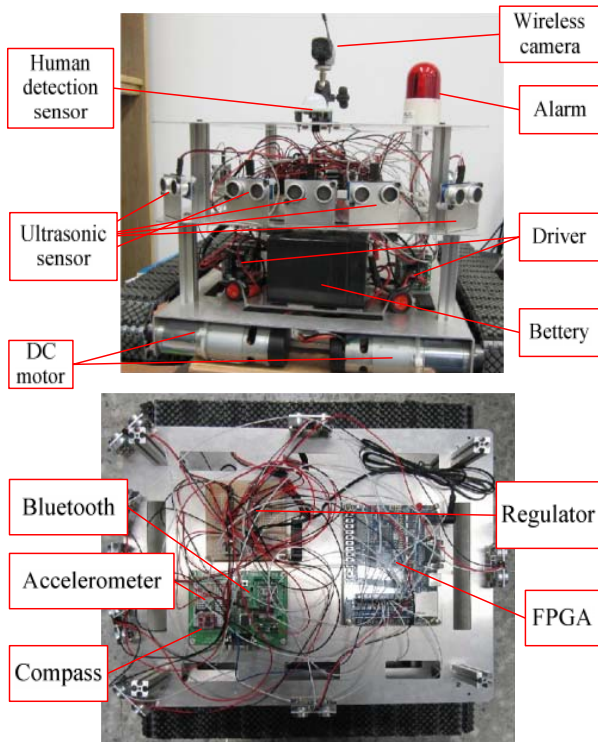 Wireless
camera
Human
detection
sensor
Alarm
Ultrasonic
sensor
Driver
Bettery
DC
motor
Bluetooth
Regulator
Accelerometer
FPGA
Compass